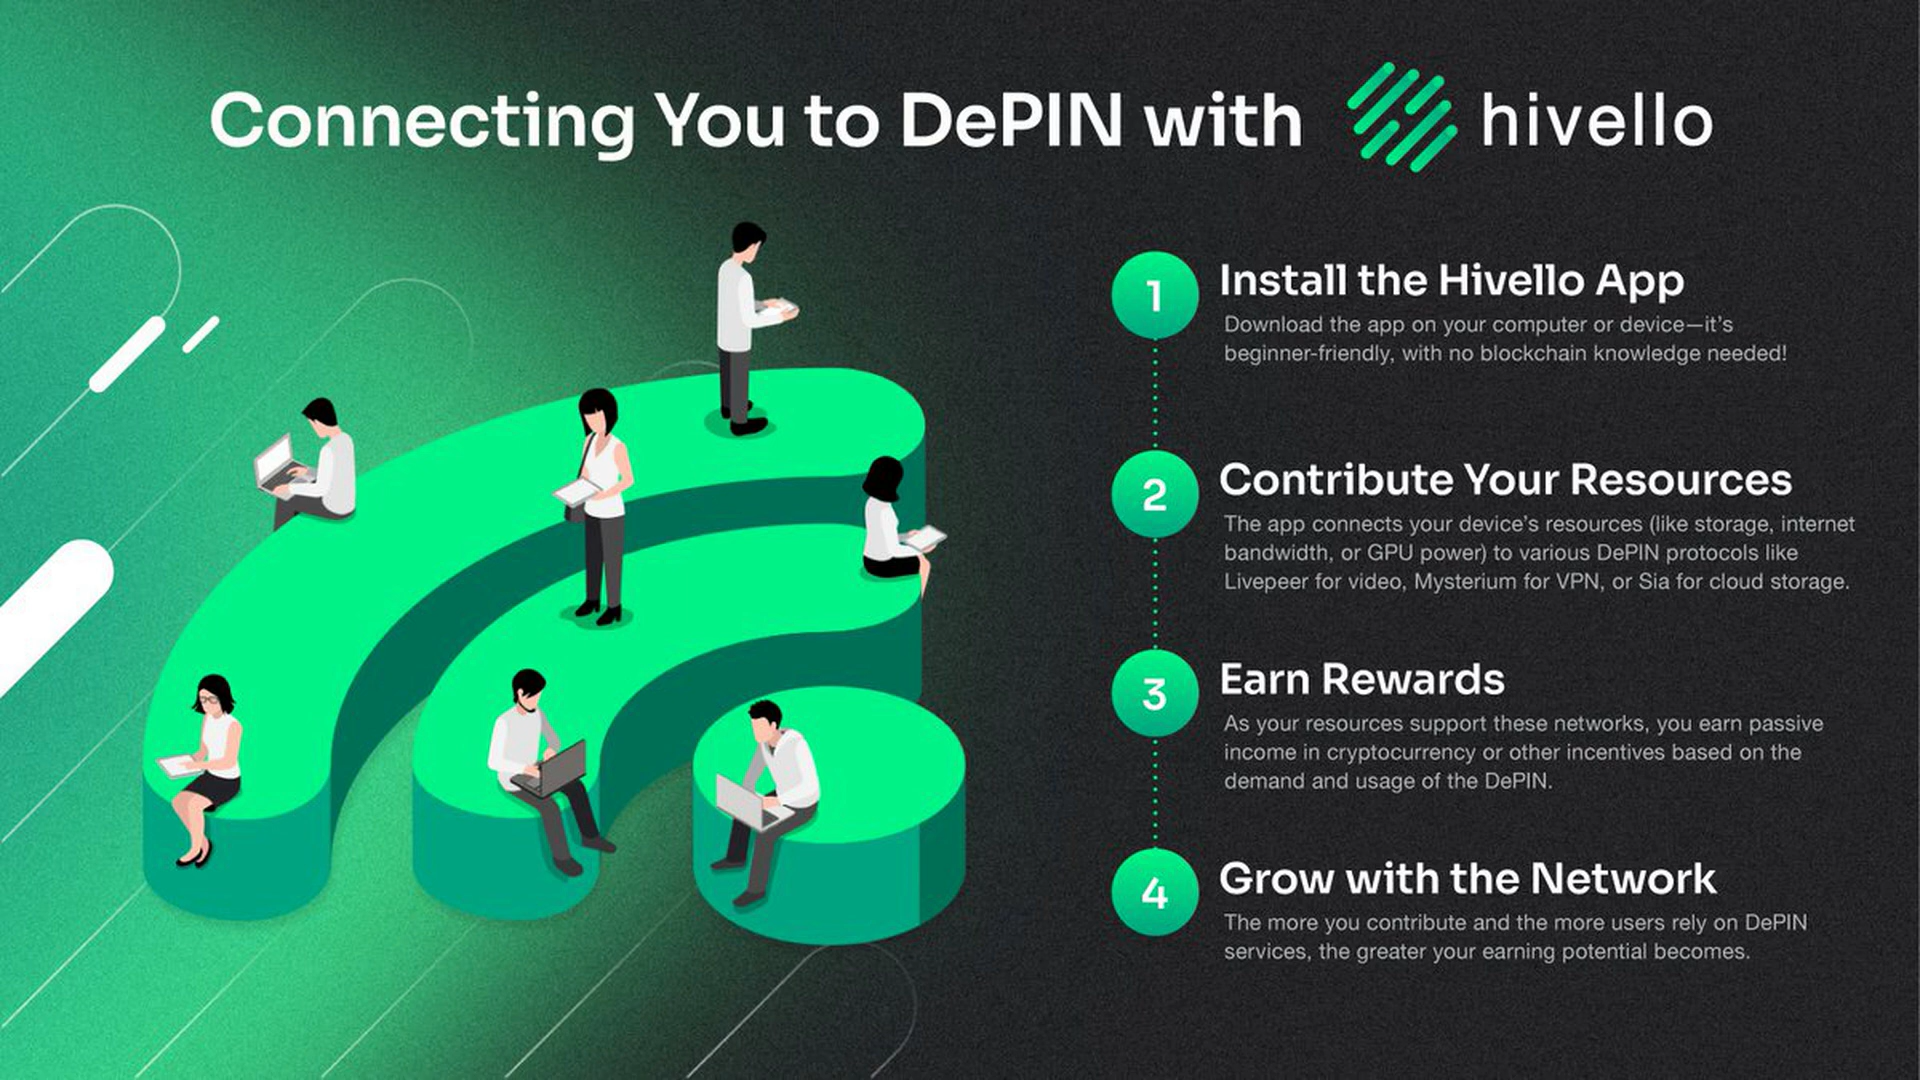 Connecting You to DePIN with hivello
1 Install the Hivello App
Download the app on your computer or device—it's
beginner-friendly, with no blockchain knowledge needed!
2 Contribute Your Resources
The app connects your device's resources (like storage, internet
bandwidth, or GPU power) to various DePIN protocols like
Livepeer for video, Mysterium for VPN, or Sia for cloud storage.
3 Earn Rewards
As your resources support these networks, you earn passive
income in cryptocurrency or other incentives based on the
demand and usage of the DePIN.
4 Grow with the Network
The more you contribute and the more users rely on DePIN
services, the greater your earning potential becomes.